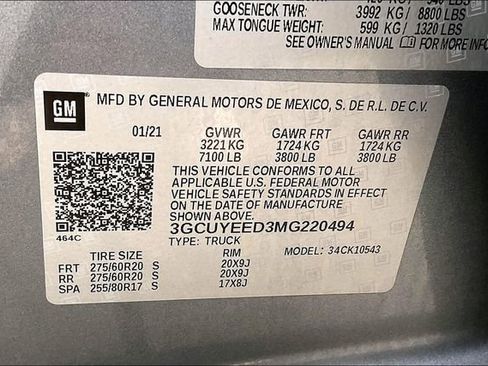 GOOSENECK TWR: 3992 KG / 8800 LBS
MAX TONGUE WEIGHT: 599 KG / 1320 LBS
SEE OWNER'S MANUAL FOR MORE
GM
MFD BY GENERAL MOTORS DE MEXICO, S. DE R.L. DE C.V.
01/21 GVWR GAWR FRT GAWR RR
3221 KG 1724 KG 1724 KG
7100 LB 3800 LB 3800 LB
THIS VEHICLE CONFORMS TO ALL
APPLICABLE U.S. FEDERAL MOTOR
VEHICLE SAFETY STANDARDS IN EFFECT
ON THE DATE OF MANUFACTURE
SHOWN ABOVE.
3GCUYEED3MG220494
464C
TYPE: TRUCK MODEL: 34CK10543
TIRE SIZE RIM
FRT 275/60R20 S 20X9J
RR 275/60R20 S 20X9J
SPA 255/80R17 S 17X8J